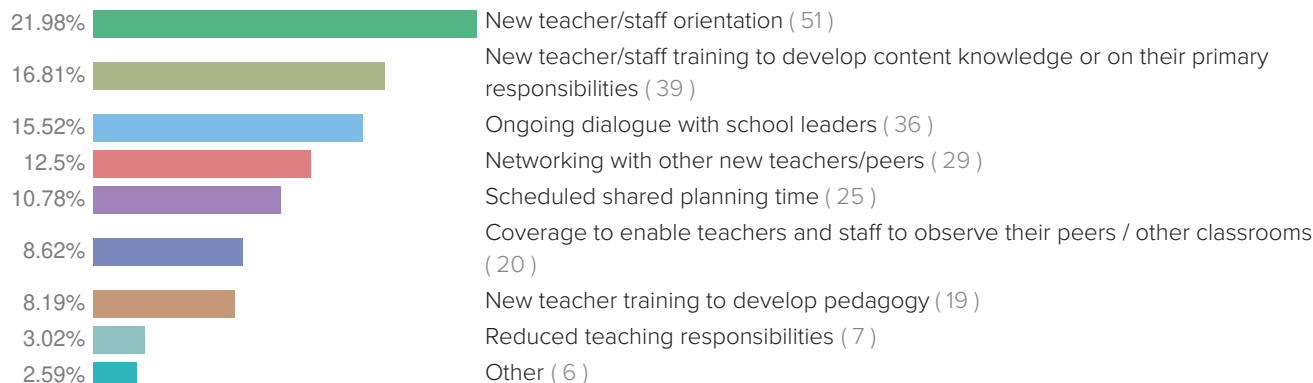 21.98% New teacher/staff orientation ( 51 )
New teacher/staff training to develop content knowledge or on their primary
16.81%
responsibilities ( 39 )
15.52% Ongoing dialogue with school leaders ( 36 )
12.5% Networking with other new teachers/peers ( 29 )
10.78% Scheduled shared planning time ( 25 )
Coverage to enable teachers and staff to observe their peers / other classrooms
8.62%
( 20 )
8.19% New teacher training to develop pedagogy ( 19 )
3.02% Reduced teaching responsibilities ( 7 )
2.59% Other ( 6 )